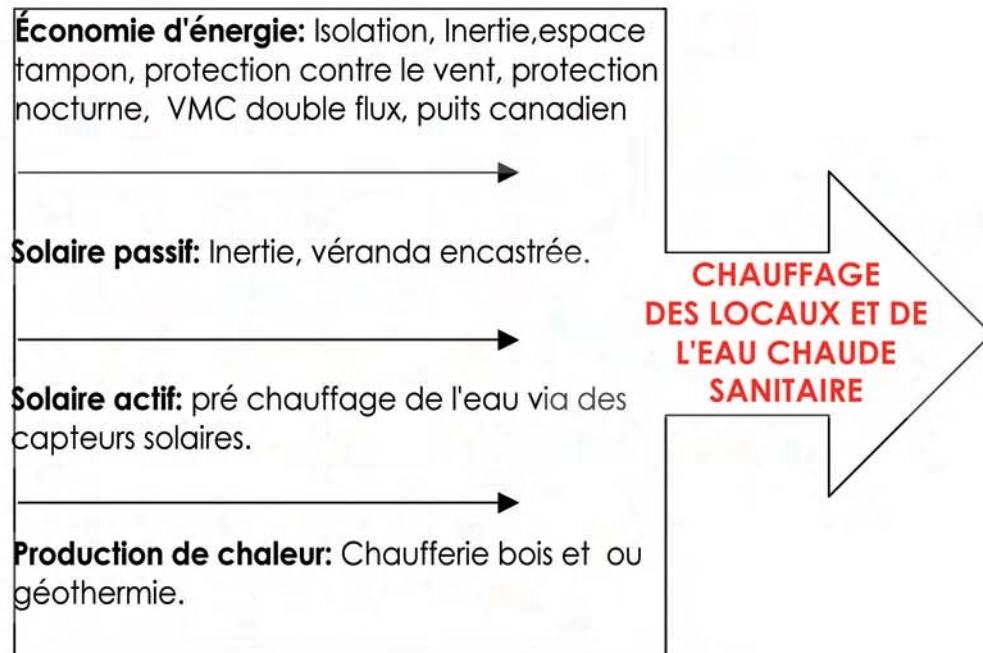 Économie d'énergie: Isolation, Inertie,espace
tampon, protection contre le vent, protection
nocturne, VMC double flux, puits canadien
Solaire passif: Inertie, véranda encastrée.
Solaire actif: pré chauffage de l'eau via des
capteurs solaires.
Production de chaleur: Chaufferie bois et ou
géothermie.
CHAUFFAGE
DES LOCAUX ET DE
L'EAU CHAUDE
SANITAIRE